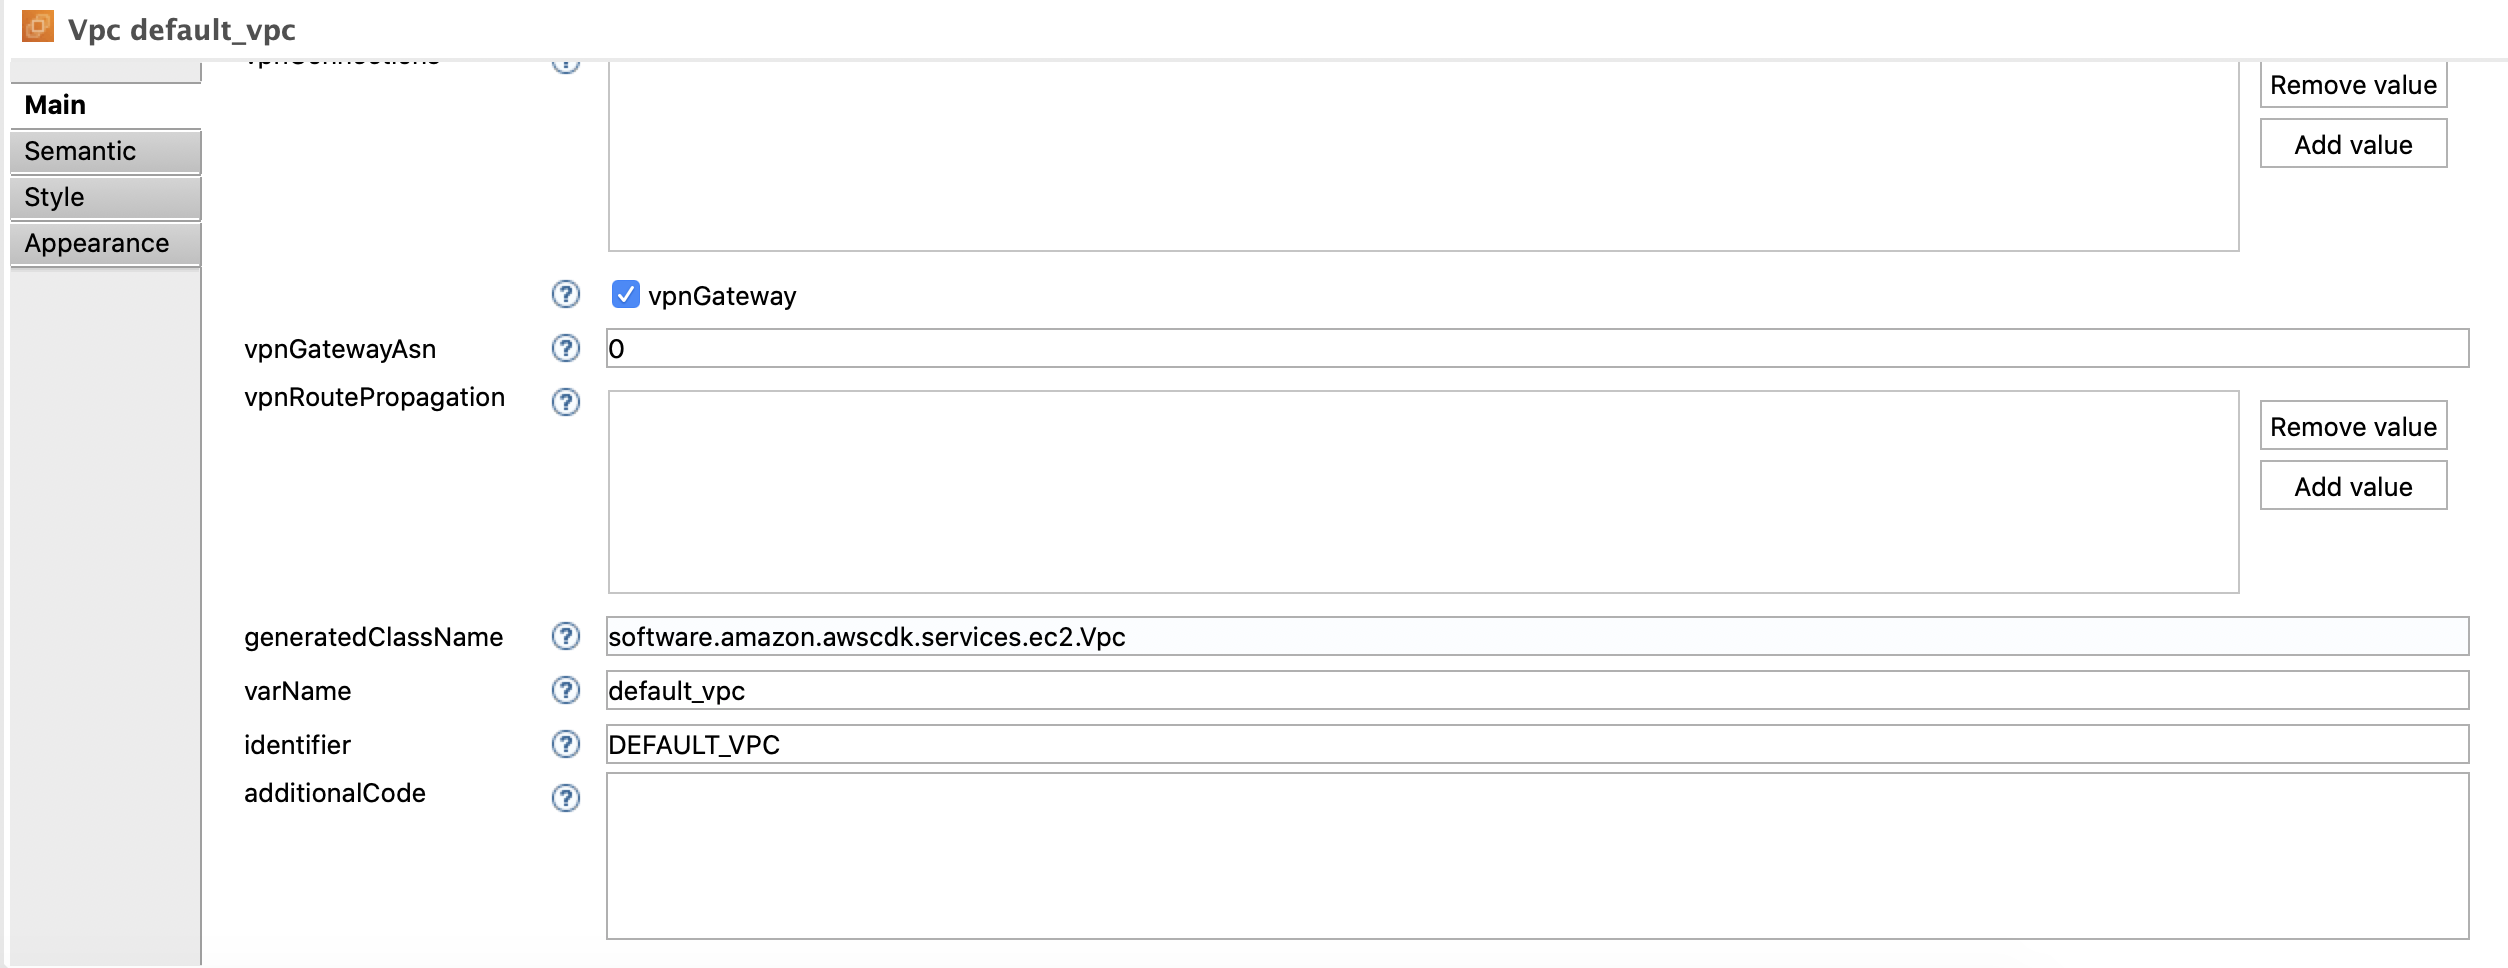 Vpc default_vpc
vpnConnections
Remove value
Main
Add value
Semantic
Style
Appearance
vpnGateway
vpnGatewayAsn
0
vpnRoutePropagation
Remove value
Add value
generatedClassName
software.amazon.awscdk.services.ec2.Vpc
varName
default_vpc
identifier
DEFAULT_VPC
additionalCode